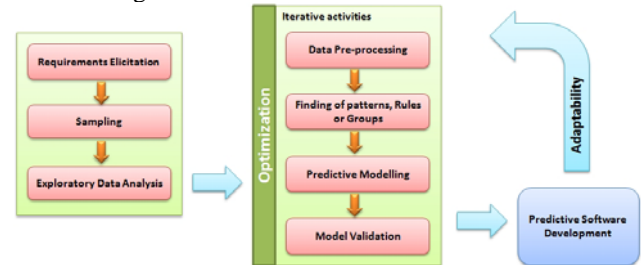 Iterative activities
Requirements Elicitation
Sampling
Exploratory Data Analysis
Optimization
Data Pre-processing
Finding of patterns, Rules
or Groups
Predictive Modelling
Model Validation
Adaptability
Predictive Software
Development